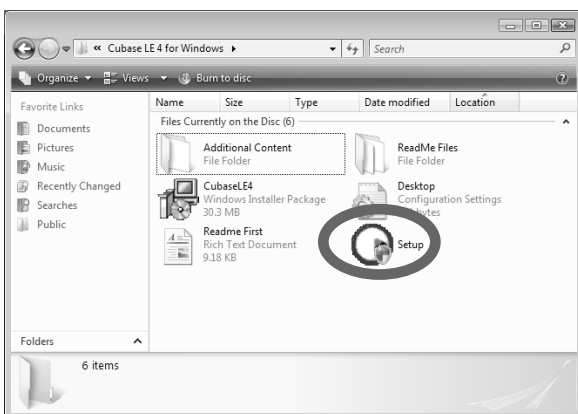 « Cubase LE 4 for Windows
Search
Organize Views Burn to disc
Favorite Links
Documents
Pictures
Music
Recently Changed
Searches
Public
Folders
Name Size Type Date modified Location
Files Currently on the Disc (6)
Additional Content
File Folder
ReadMe Files
File Folder
CubaseLE4
Windows Installer Package
30.3 MB
Desktop
Configuration Settings
bytes
Readme First
Rich Text Document
9.18 KB
Setup
6 items